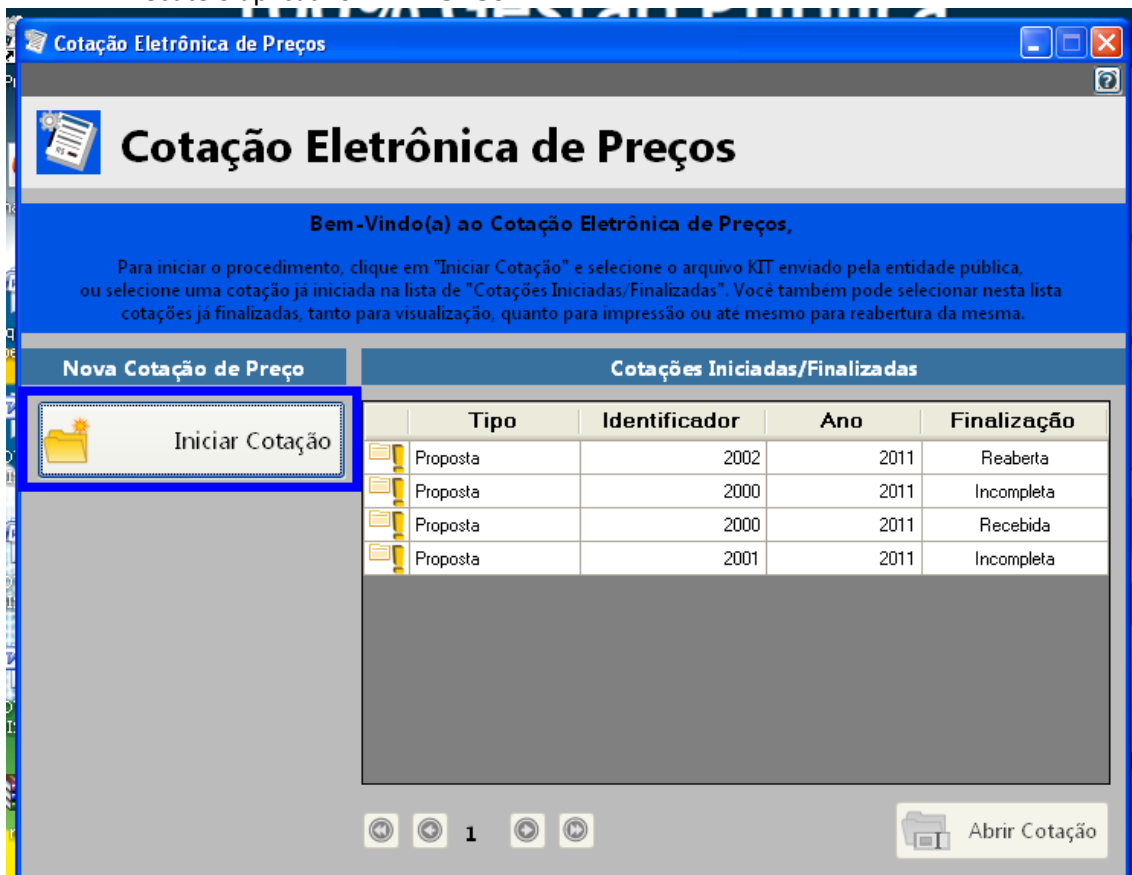 Cotação Eletrônica de Preços
Cotação Eletrônica de Preços
Bem-Vindo(a) ao Cotação Eletrônica de Preços,
Para iniciar o procedimento, clique em "Iniciar Cotação" e selecione o arquivo KIT enviado pela entidade pública,
ou selecione uma cotação já iniciada na lista de "Cotações Iniciadas/Finalizadas". Você também pode selecionar nesta lista
cotações já finalizadas, tanto para visualização, quanto para impressão ou até mesmo para reabertura da mesma.
Nova Cotação de Preço
Cotações Iniciadas/Finalizadas
Iniciar Cotação
Tipo Identificador Ano Finalização
Proposta 2002 2011 Reaberta
Proposta 2000 2011 Incompleta
Proposta 2000 2011 Recebida
Proposta 2001 2011 Incompleta
1
Abrir Cotação